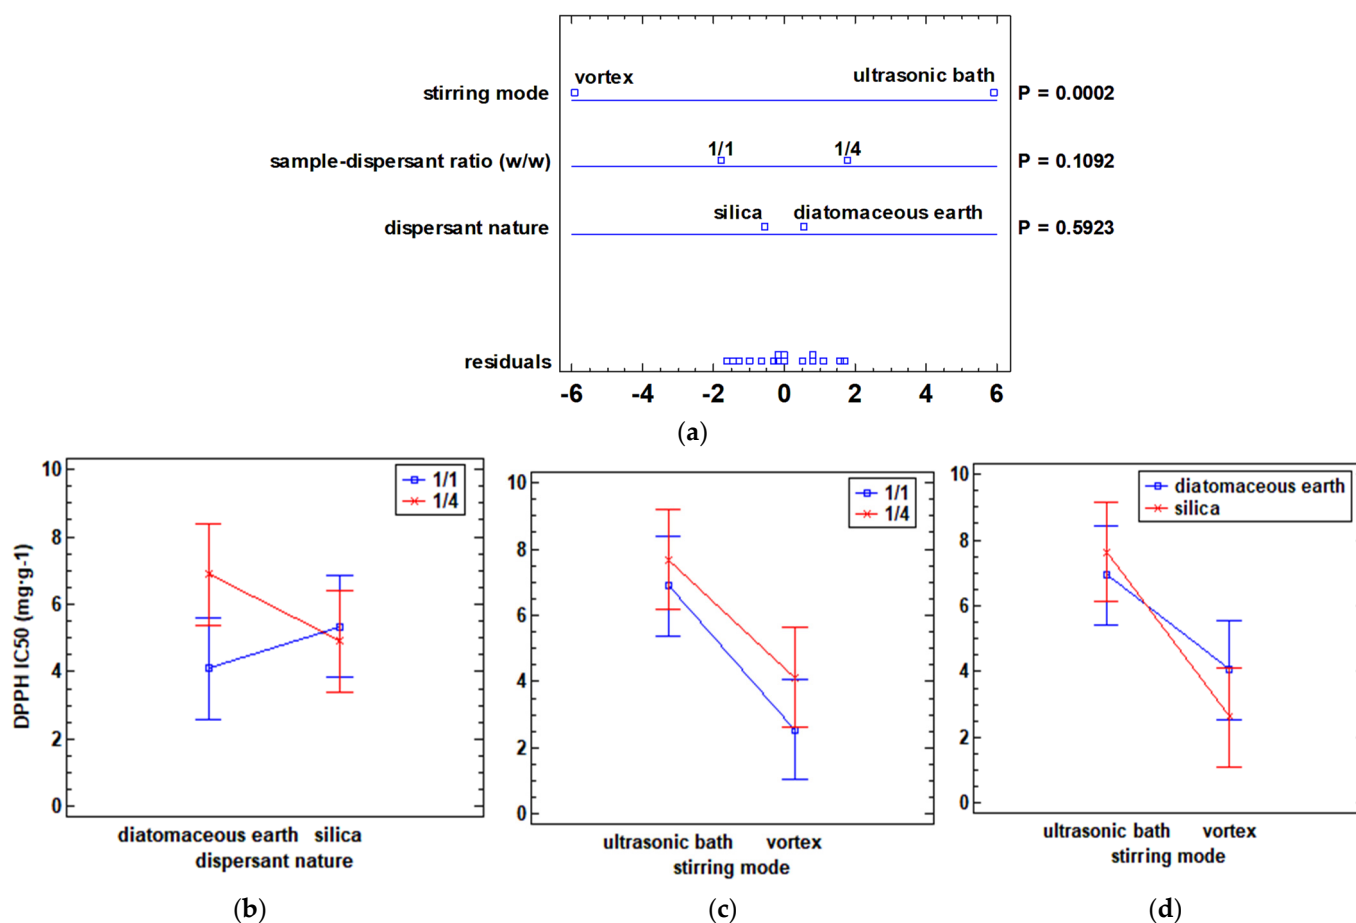 vortex
ultrasonic bath
stirring mode
P = 0.0002
1/1
1/4
sample-dispersant ratio (w/w)
P = 0.1092
silica
diatomaceous earth
dispersant nature
P = 0.5923
residuals
-6 -4 -2 0 2 4 6
(a)
DPPH IC50 (mg·g-1)
10
8
6
4
2
0
1/1
1/4
diatomaceous earth silica
dispersant nature
(b)
10
8
6
4
2
0
1/1
1/4
ultrasonic bath vortex
stirring mode
(c)
10
8
6
4
2
0
diatomaceous earth
silica
ultrasonic bath vortex
stirring mode
(d)